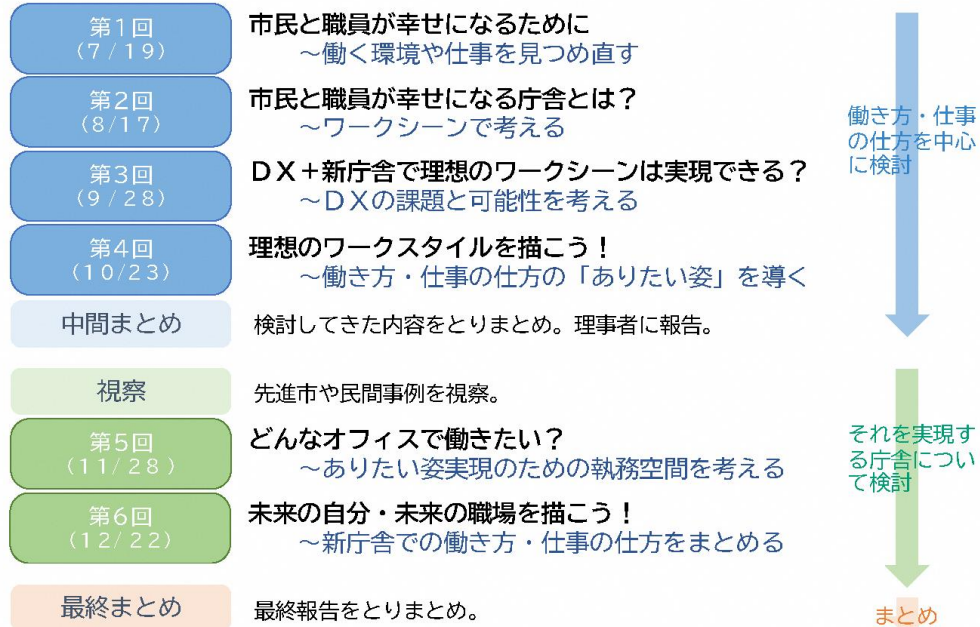 第1回
(7/19)
市民と職員が幸せになるために
～働く環境や仕事を見つめ直す
第2回
(8/17)
市民と職員が幸せになる庁舎とは？
～ワークシーンで考える
第3回
(9/28)
DX＋新庁舎で理想のワークシーンは実現できる？
～DXの課題と可能性を考える
第4回
(10/23)
理想のワークスタイルを描こう！
～働き方・仕事の仕方の「ありたい姿」を導く
働き方・仕事
の仕方を中心
に検討
中間まとめ
検討してきた内容をとりまとめ。理事者に報告。
視察
先進市や民間事例を視察。
第5回
(11/28)
どんなオフィスで働きたい？
～ありたい姿実現のための執務空間を考える
第6回
(12/22)
未来の自分・未来の職場を描こう！
～新庁舎での働き方・仕事の仕方をまとめる
それを実現す
る庁舎につい
て検討
最終まとめ
最終報告をとりまとめ。
まとめ